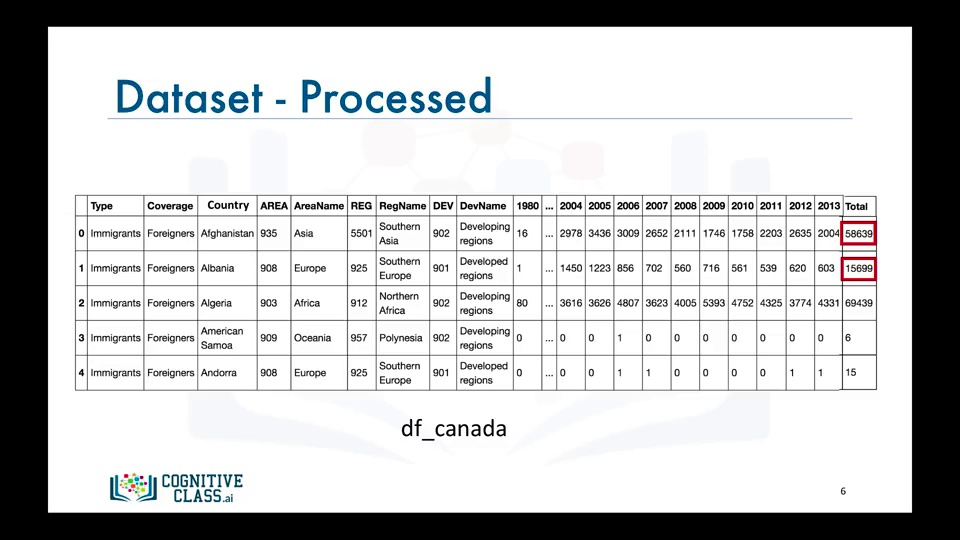 Dataset - Processed
Type Coverage Country AREA AreaName REG RegName DEV DevName 1980 ... 2004 2005 2006 2007 2008 2009 2010 2011 2012 2013 Total
0 Immigrants Foreigners Afghanistan 935 Asia 5501 Southern Asia 902 Developing regions 16 ... 2978 3436 3009 2652 2111 1746 1758 2203 2635 2004 58639
1 Immigrants Foreigners Albania 908 Europe 925 Southern Europe 901 Developed regions 1 ... 1450 1223 856 702 560 716 561 539 620 603 15699
2 Immigrants Foreigners Algeria 903 Africa 912 Northern Africa 902 Developing regions 80 ... 3616 3626 4807 3623 4005 5393 4752 4325 3774 4331 69439
3 Immigrants Foreigners American Samoa 909 Oceania 957 Polynesia 902 Developing regions 0 ... 0 0 1 0 0 0 0 0 0 0 6
4 Immigrants Foreigners Andorra 908 Europe 925 Southern Europe 901 Developed regions 0 ... 0 0 1 1 0 0 0 0 1 1 15
df_canada
COGNITIVE
CLASS.ai
6